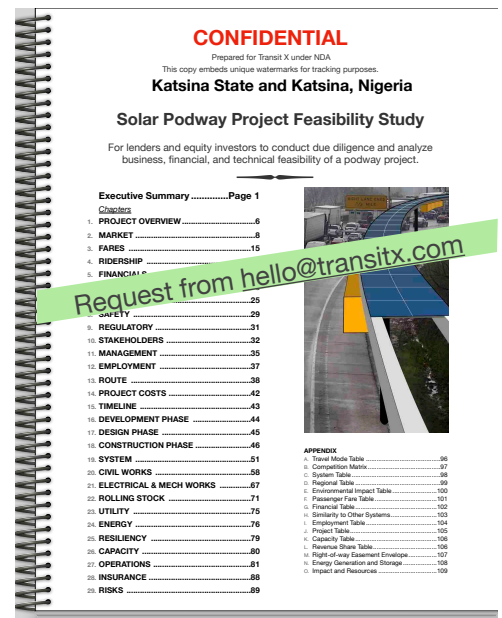 CONFIDENTIAL
Prepared for Transit X under NDA
This copy embeds unique watermarks for tracking purposes.
Katsina State and Katsina, Nigeria
Solar Podway Project Feasibility Study
For lenders and equity investors to conduct due diligence and analyze
business, financial, and technical feasibility of a podway project.
Executive Summary ..............Page 1
Chapters
1. PROJECT OVERVIEW ....................................6
2. MARKET ..........................................................8
3. FARES ...........................................................15
4. RIDERSHIP
5. FINANCIALS
Request from hello@transitx.com
25
SAFETY ..........................................................29
9. REGULATORY ................................................31
10. STAKEHOLDERS ............................................32
11. MANAGEMENT ..............................................35
12. EMPLOYMENT ...............................................37
13. ROUTE ...........................................................38
14. PROJECT COSTS ...........................................42
15. TIMELINE .......................................................43
16. DEVELOPMENT PHASE .................................44
17. DESIGN PHASE ..............................................45
18. CONSTRUCTION PHASE ................................46
19. SYSTEM .........................................................51
20. CIVIL WORKS .................................................58
21. ELECTRICAL & MECH WORKS .......................67
22. ROLLING STOCK ...........................................71
23. UTILITY ..........................................................75
24. ENERGY .........................................................76
25. RESILIENCY ...................................................79
26. CAPACITY ......................................................80
27. OPERATIONS .................................................81
28. INSURANCE ...................................................88
29. RISKS .............................................................89
APPENDIX
A. Travel Mode Table ........................................96
B. Competition Matrix .......................................97
C. System Table ................................................98
D. Regional Table ..............................................99
E. Environmental Impact Table .........................100
F. Passenger Fare Table ...................................101
G. Financial Table ............................................102
H. Similarity to Other Systems ..........................103
I. Employment Table ........................................104
J. Project Table ................................................105
K. Capacity Table .............................................106
L. Revenue Share Table ....................................106
M. Right-of-way Easement Envelope ..................107
N. Energy Generation and Storage .....................108
O. Impact and Resources ..................................109